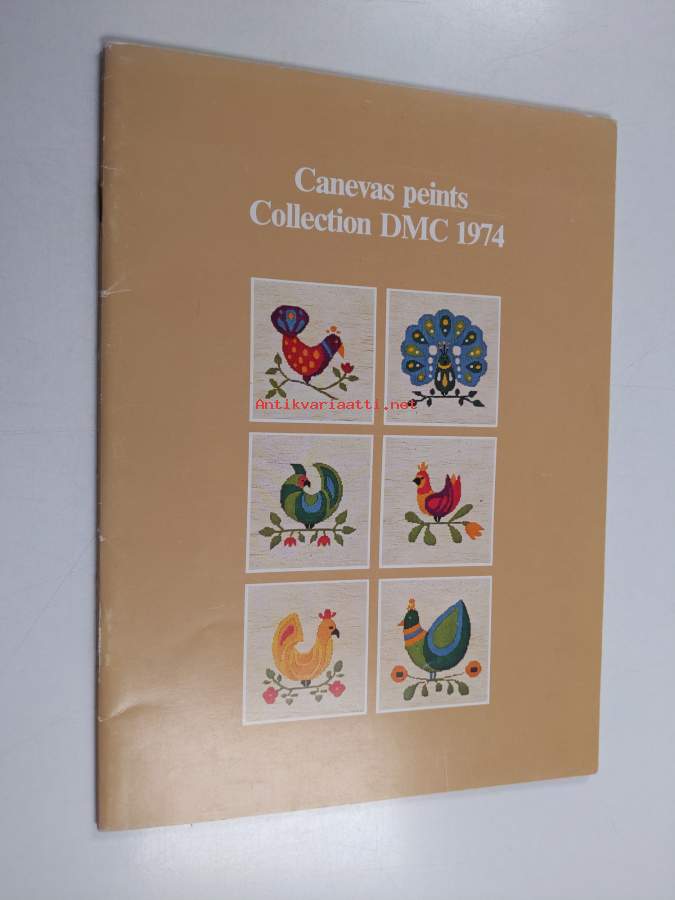 Canevas peints
Collection DMC 1974
Antikvariaatti.net